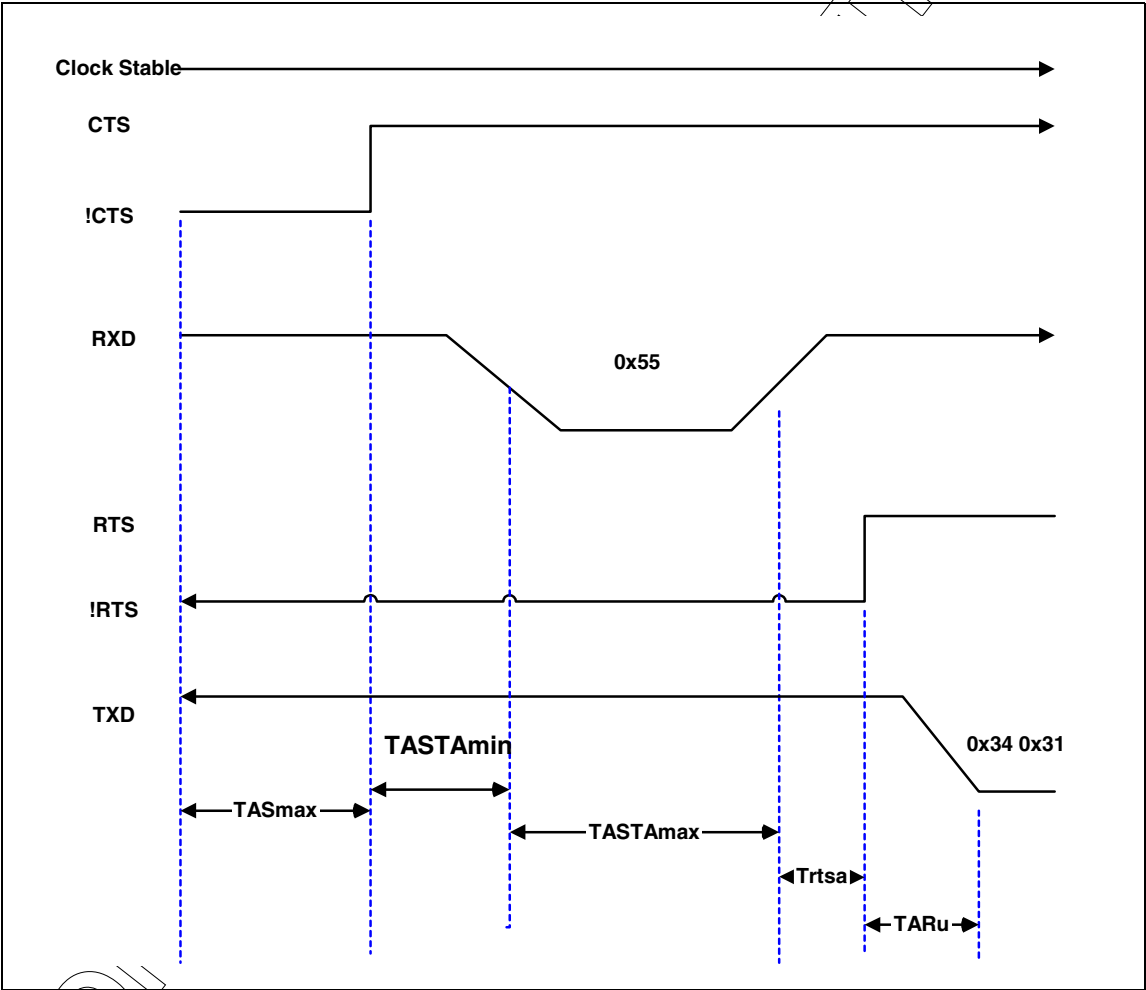 Clock Stable
CTS
!CTS
RXD
0x55
RTS
!RTS
TXD
0x34 0x31
TASTAmin
TASmax
TASTAmax
Trtsa
TARu